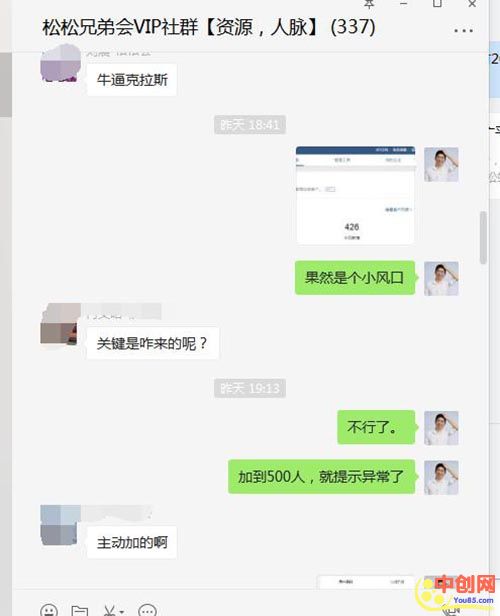 松松兄弟会VIP社群【资源，人脉】 (337)
牛逼克拉斯
昨天 18:41
426
果然是个小风口
关键是咋来的呢？
昨天 19:13
不行了。
加到500人，就提示异常了
主动加的啊
中创网
You85.com